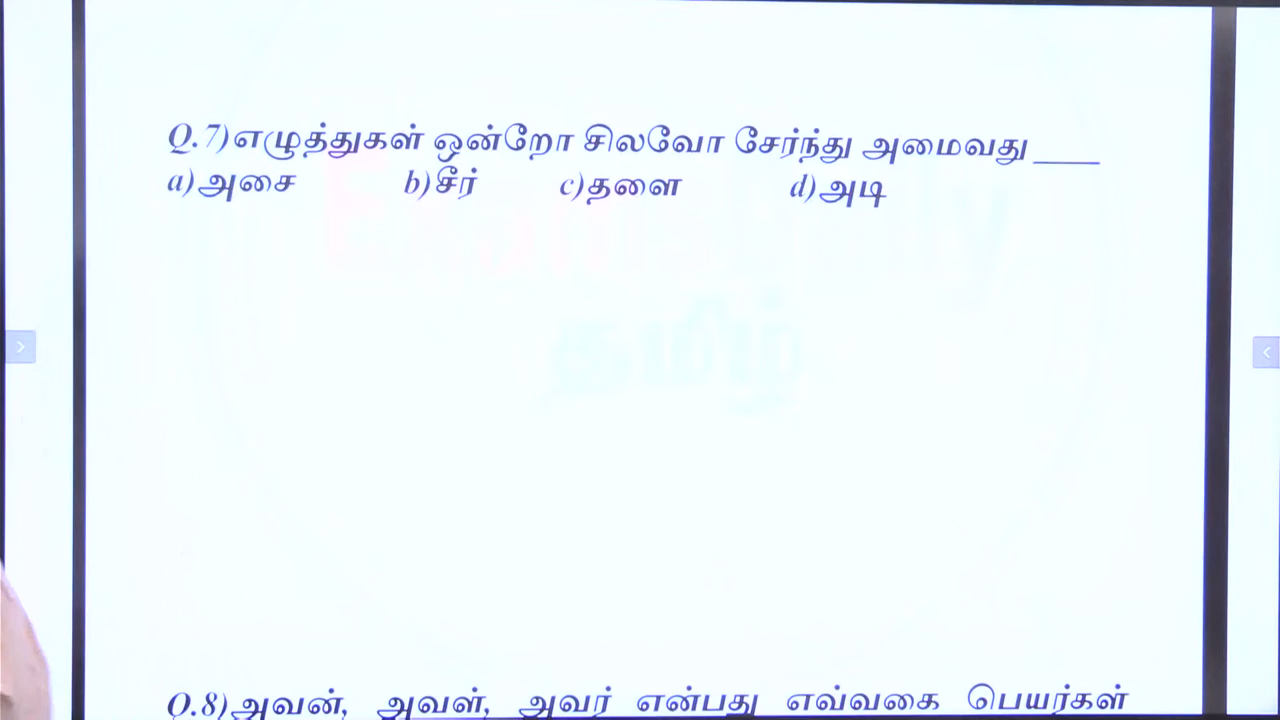 Q.7)எழுத்துகள் ஒன்றோ சிலவோ சேர்ந்து அமைவது ____
a)அசை b)சீர் c)தளை d)அடி
தமிழ்
Q.8)அவன், அவள், அவர் என்பது எவ்வகை பெயர்கள்